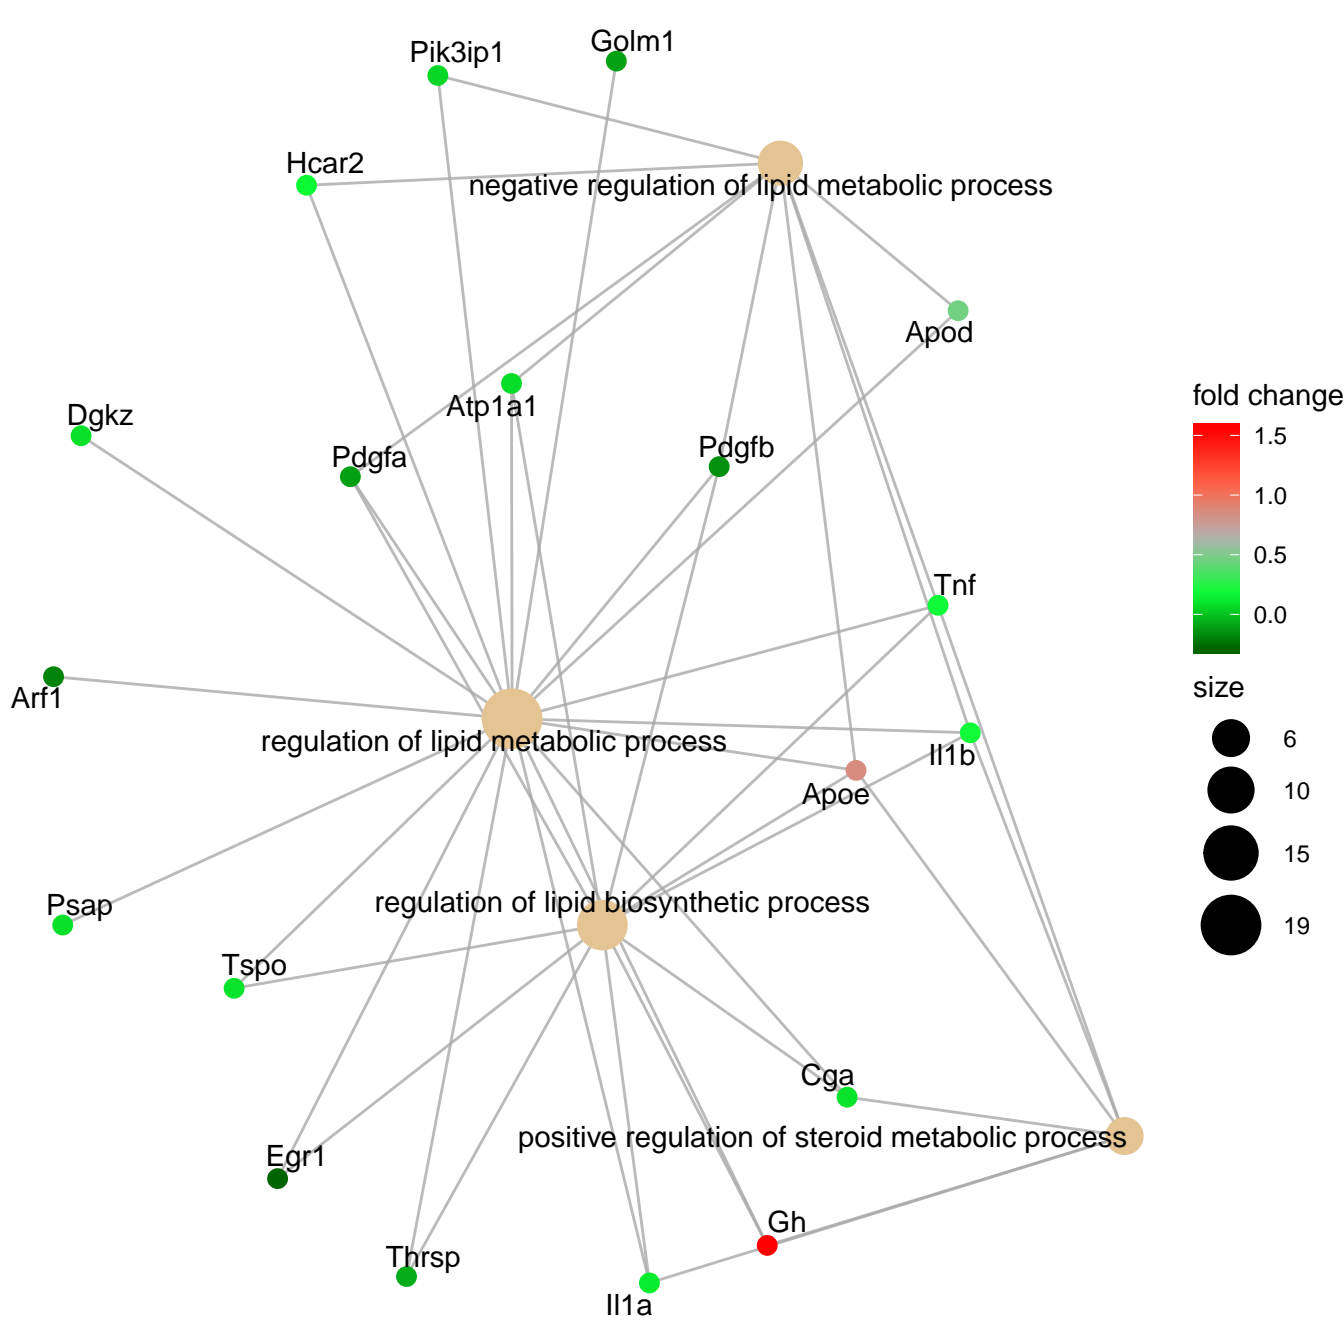 Golm1
Pik3ip1
Hcar2
negative regulation of lipid metabolic process
Apod
Atp1a1
Dgkz
Pdgfb
Pdgfa
Tnf
Arf1
regulation of lipid metabolic process
Il1b
Apoe
regulation of lipid biosynthetic process
Psap
Tspo
Cga
positive regulation of steroid metabolic process
Egr1
Gh
Thrsp
Il1a
fold change
1.5
1.0
0.5
0.0
size
6
10
15
19